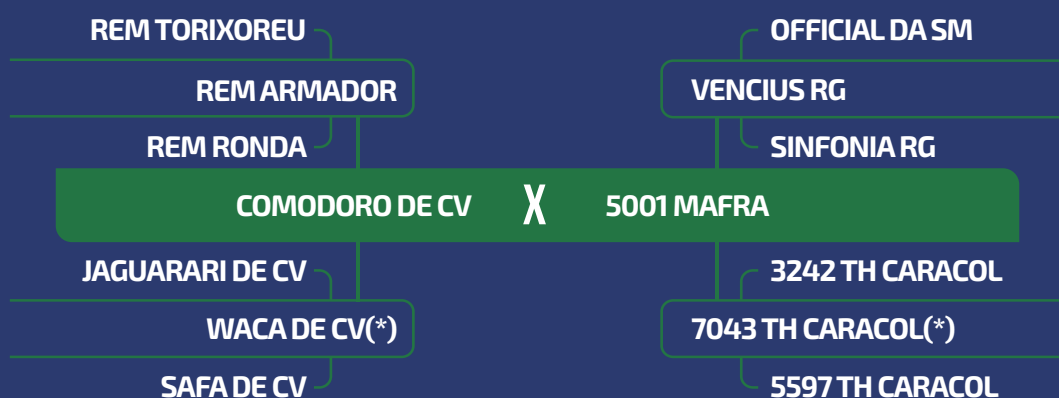 REM TORIXOREU
OFFICIAL DA SM
REM ARMADOR
VENCIUS RG
REM RONDA
SINFONIA RG
COMODORO DE CV X 5001 MAFRA
JAGUARARI DE CV
3242 TH CARACOL
WACA DE CV(*)
7043 TH CARACOL(*)
SAFA DE CV
5597 TH CARACOL